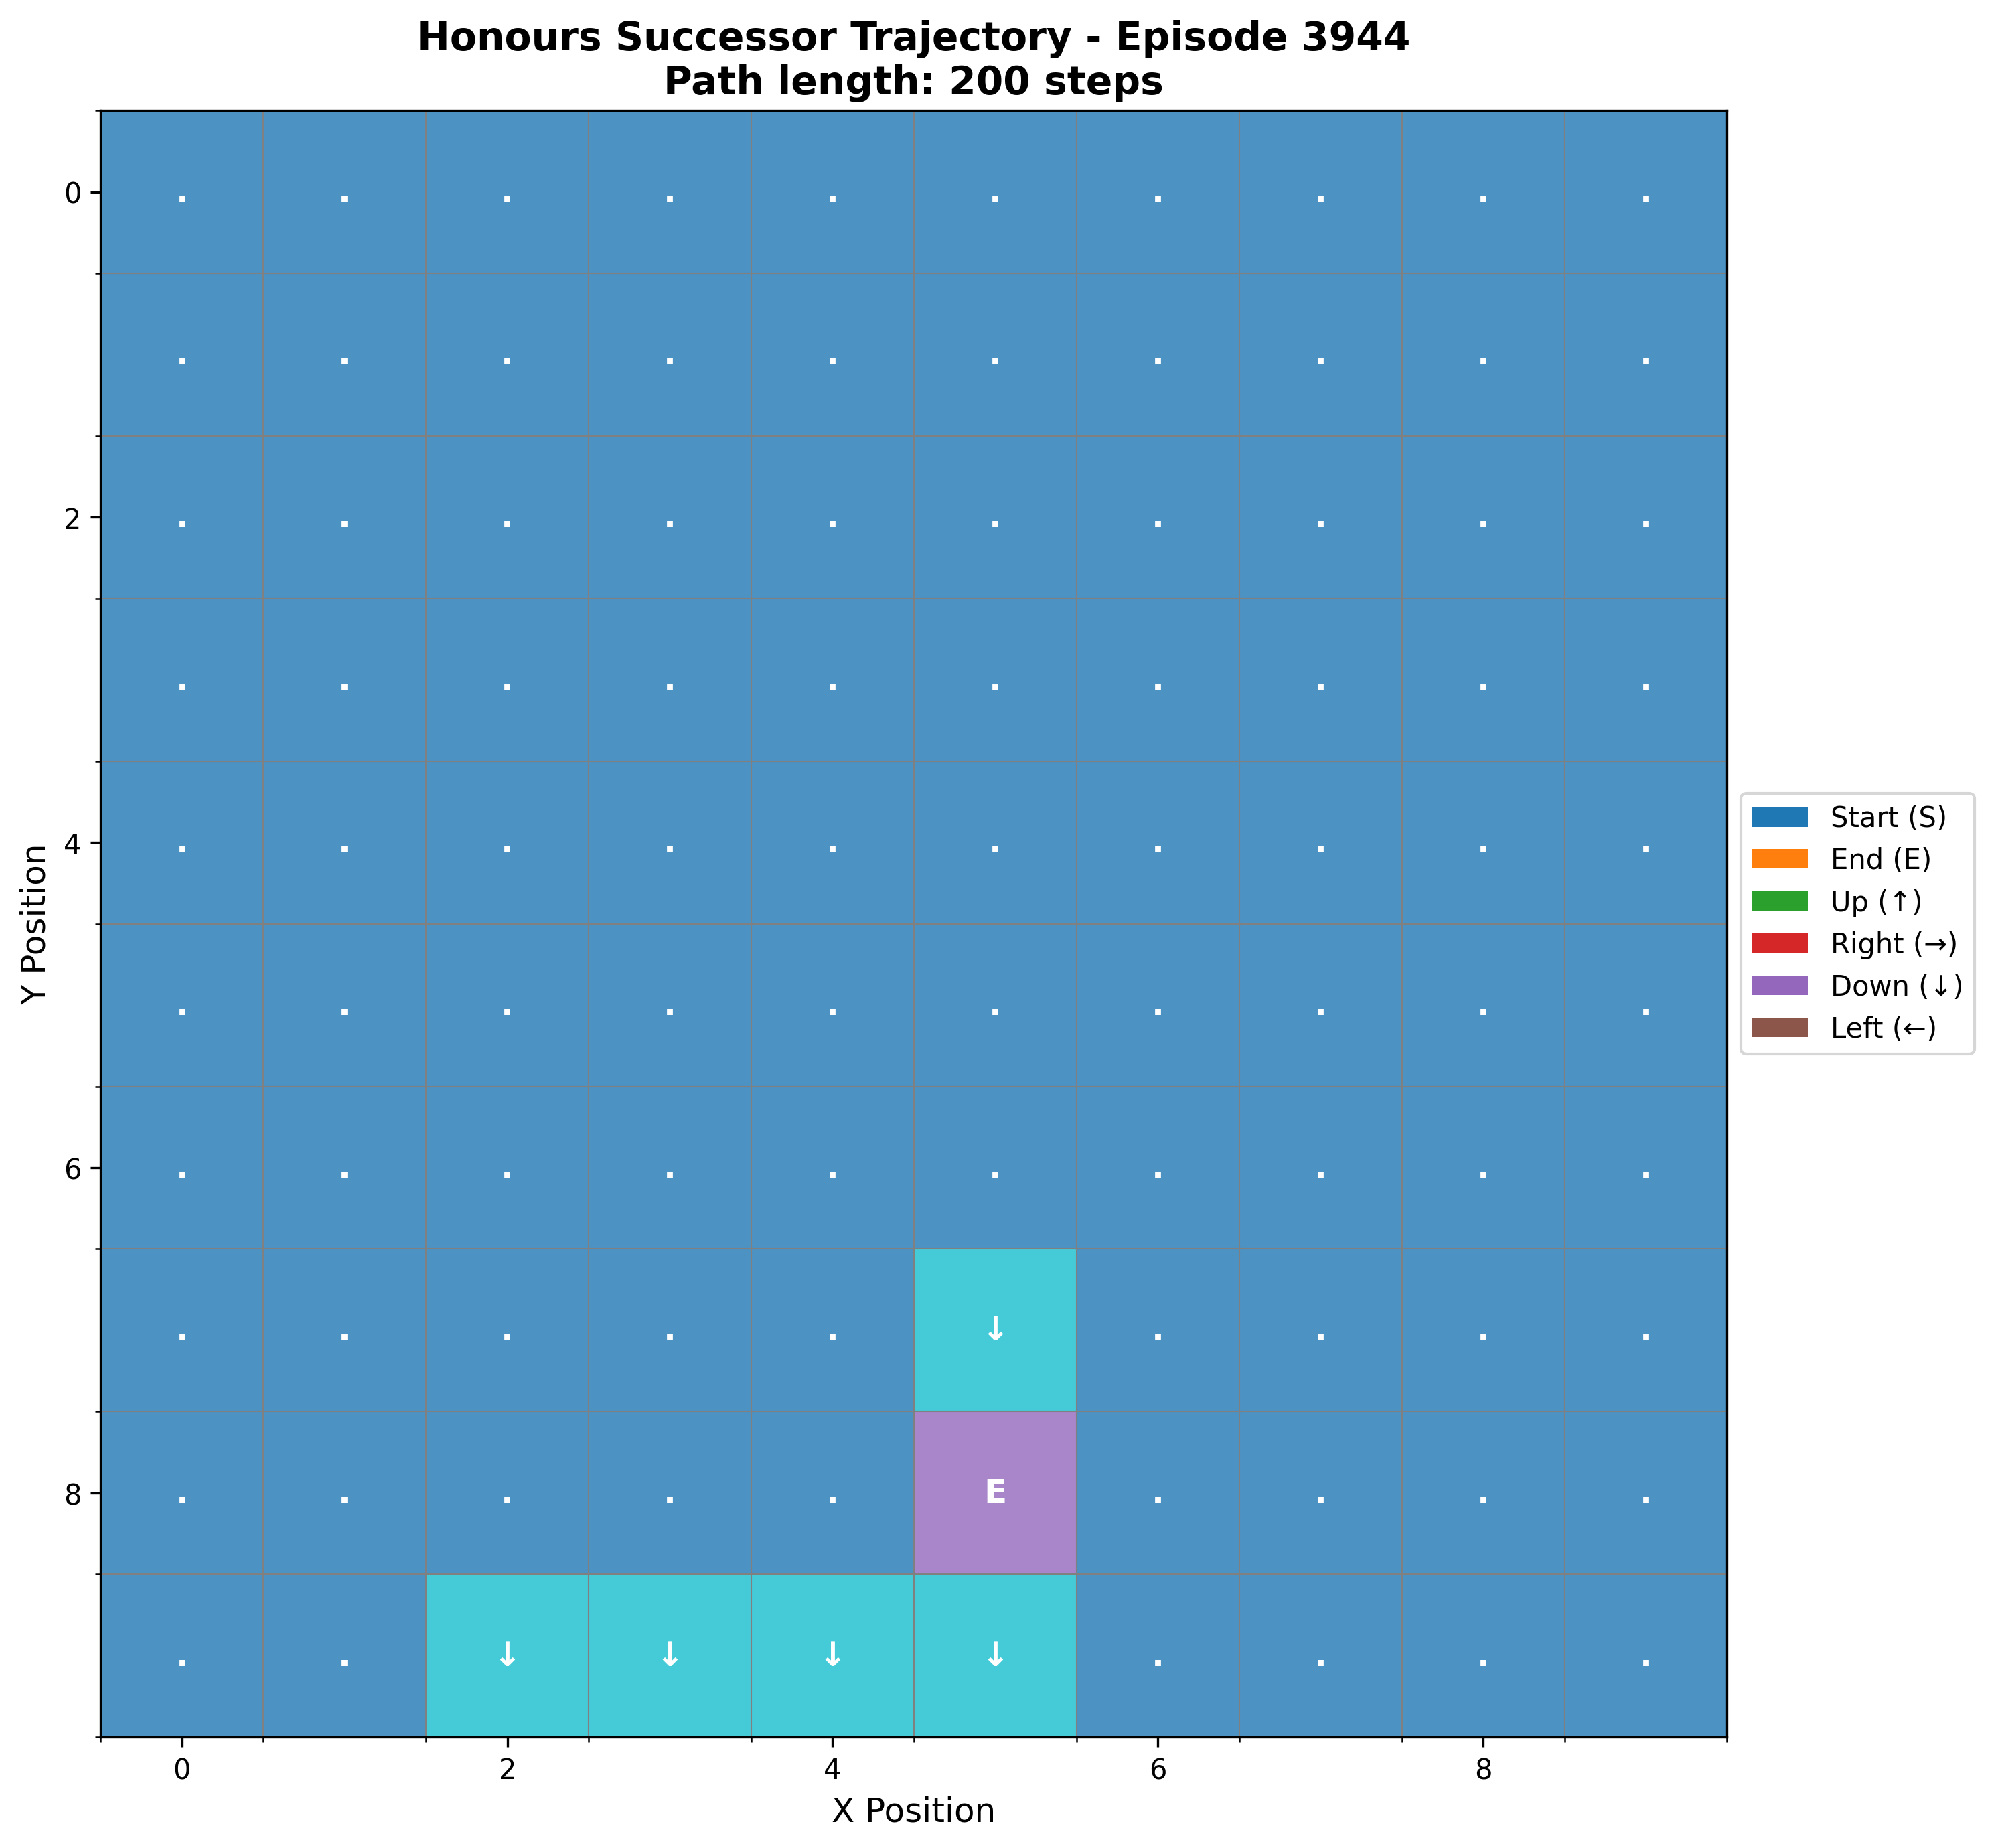 Honours Successor Trajectory - Episode 3944
Path length: 200 steps
0 · · · · · · · · · ·
· · · · · · · · · ·
2 · · · · · · · · · ·
· · · · · · · · · ·
4 · · · · · · · · · ·
· · · · · · · · · ·
6 · · · · · · · · · ·
· · · · · ↓ · · · ·
8 · · · · · E · · · ·
· · ↓ ↓ ↓ ↓ · · · ·
0 2 4 6 8
X Position
Y Position
Start (S)
End (E)
Up (↑)
Right (→)
Down (↓)
Left (←)